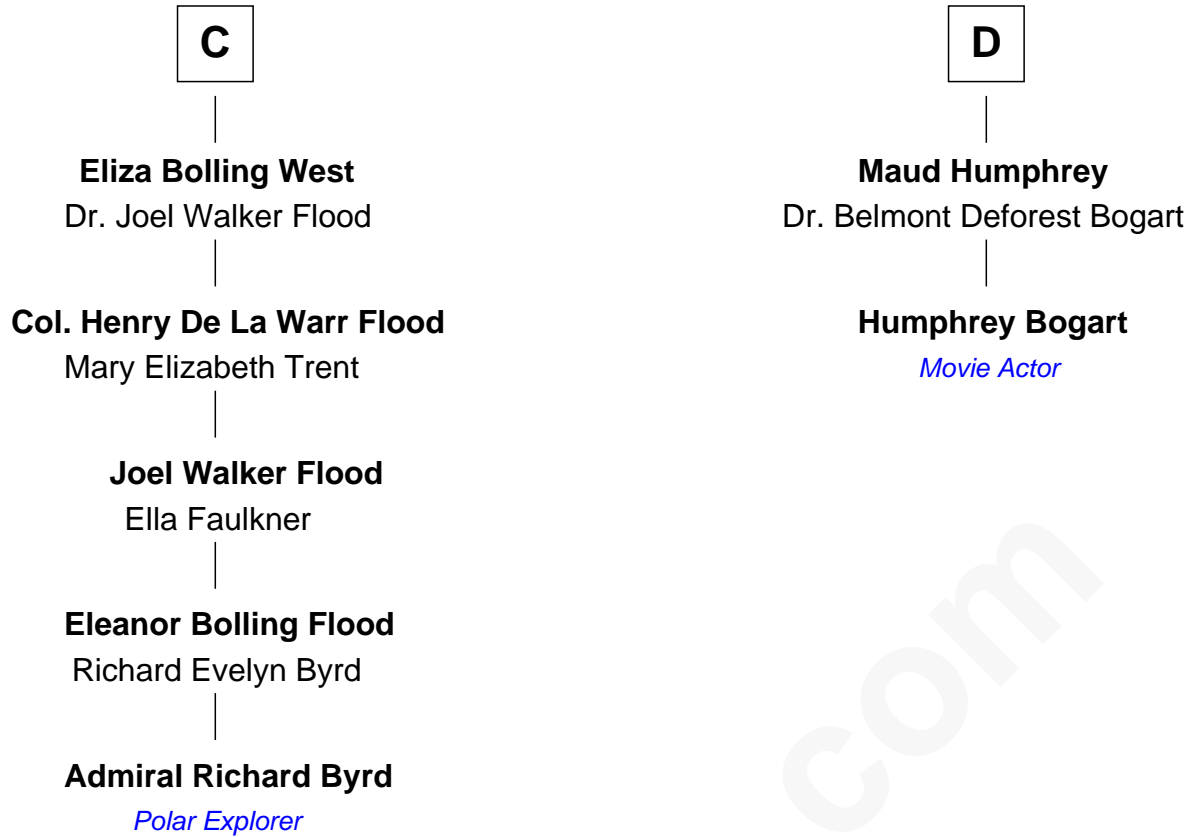 C
Eliza Bolling West
Dr. Joel Walker Flood
Col. Henry De La Warr Flood
Mary Elizabeth Trent
Joel Walker Flood
Ella Faulkner
Eleanor Bolling Flood
Richard Evelyn Byrd
Admiral Richard Byrd
Polar Explorer
D
Maud Humphrey
Dr. Belmont Deforest Bogart
Humphrey Bogart
Movie Actor
com